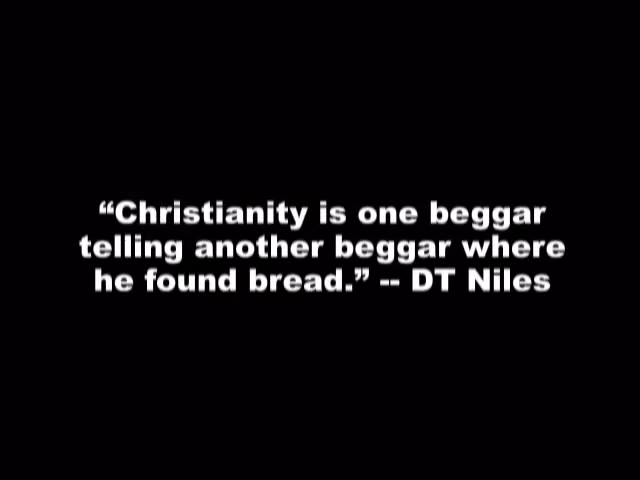 “Christianity is one beggar
telling another beggar where
he found bread.” -- DT Niles